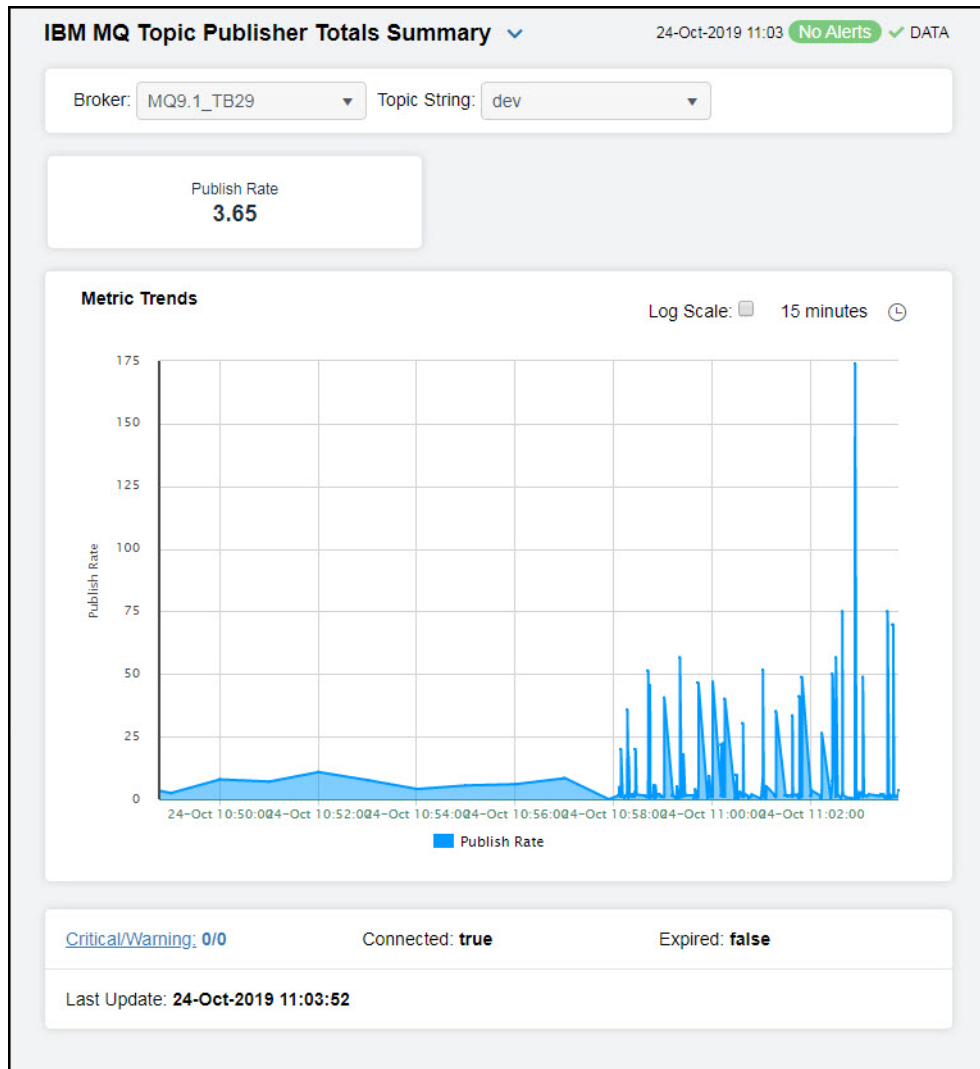 IBM MQ Topic Publisher Totals Summary 24-Oct-2019 11:03 No Alerts DATA
Broker: MQ9.1_TB29 Topic String: dev
Publish Rate
3.65
Metric Trends
Log Scale: 15 minutes
175
150
125
100
75
50
25
0
Publish Rate
24-Oct 10:50:00 24-Oct 10:52:00 24-Oct 10:54:00 24-Oct 10:56:00 24-Oct 10:58:00 24-Oct 11:00:00 24-Oct 11:02:00
Publish Rate
Critical/Warning: 0/0 Connected: true Expired: false
Last Update: 24-Oct-2019 11:03:52